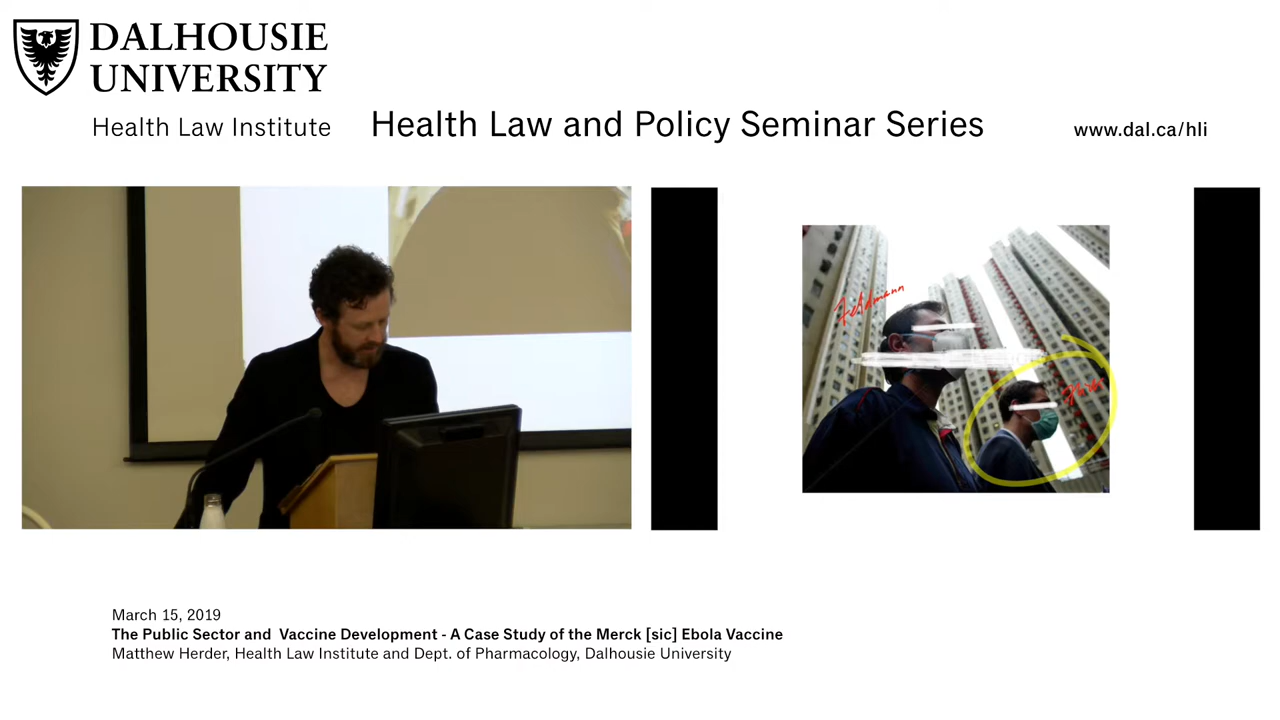 DALHOUSIE
UNIVERSITY
Health Law Institute
Health Law and Policy Seminar Series
www.dal.ca/hli
Feldmann
March 15, 2019
The Public Sector and Vaccine Development - A Case Study of the Merck [sic] Ebola Vaccine
Matthew Herder, Health Law Institute and Dept. of Pharmacology, Dalhousie University